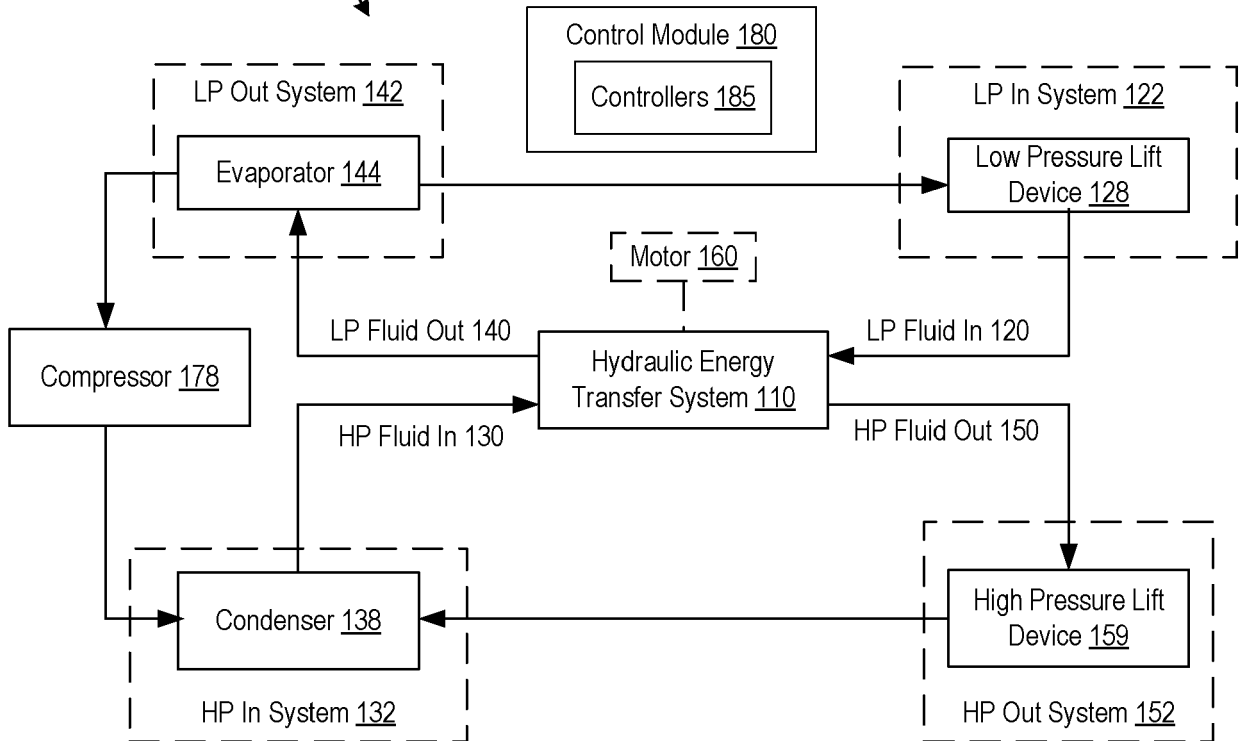 Control Module 180
Controllers 185
LP Out System 142
Evaporator 144
LP In System 122
Low Pressure Lift
Device 128
Motor 160
LP Fluid Out 140
LP Fluid In 120
Hydraulic Energy
Transfer System 110
Compressor 178
HP Fluid In 130
HP Fluid Out 150
Condenser 138
HP In System 132
High Pressure Lift
Device 159
HP Out System 152